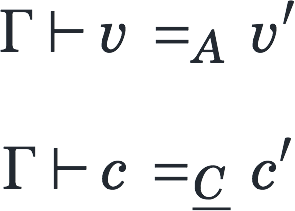 Γ ⊢ v =_A v′
Γ ⊢ c =_C̲ c′